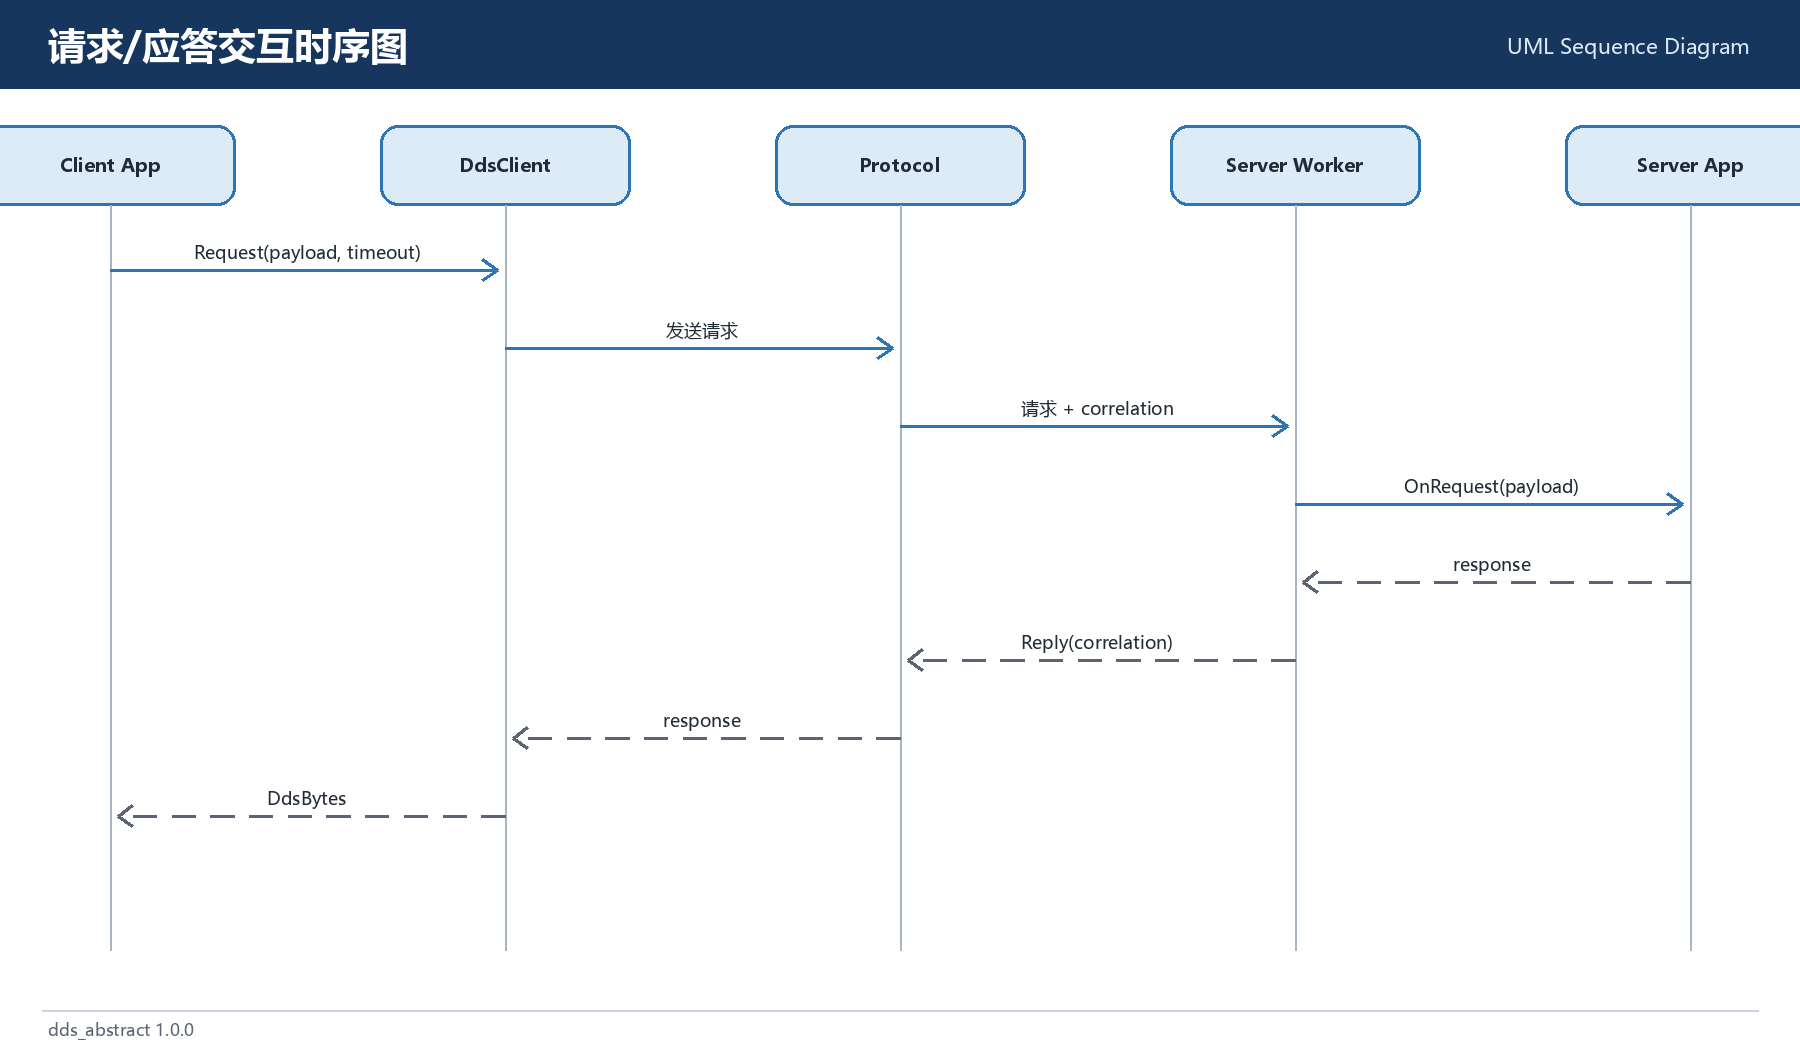 请求/应答交互时序图
UML Sequence Diagram
Client App
DdsClient
Protocol
Server Worker
Server App
Request(payload, timeout)
发送请求
请求 + correlation
OnRequest(payload)
response
Reply(correlation)
response
DdsBytes
dds_abstract 1.0.0